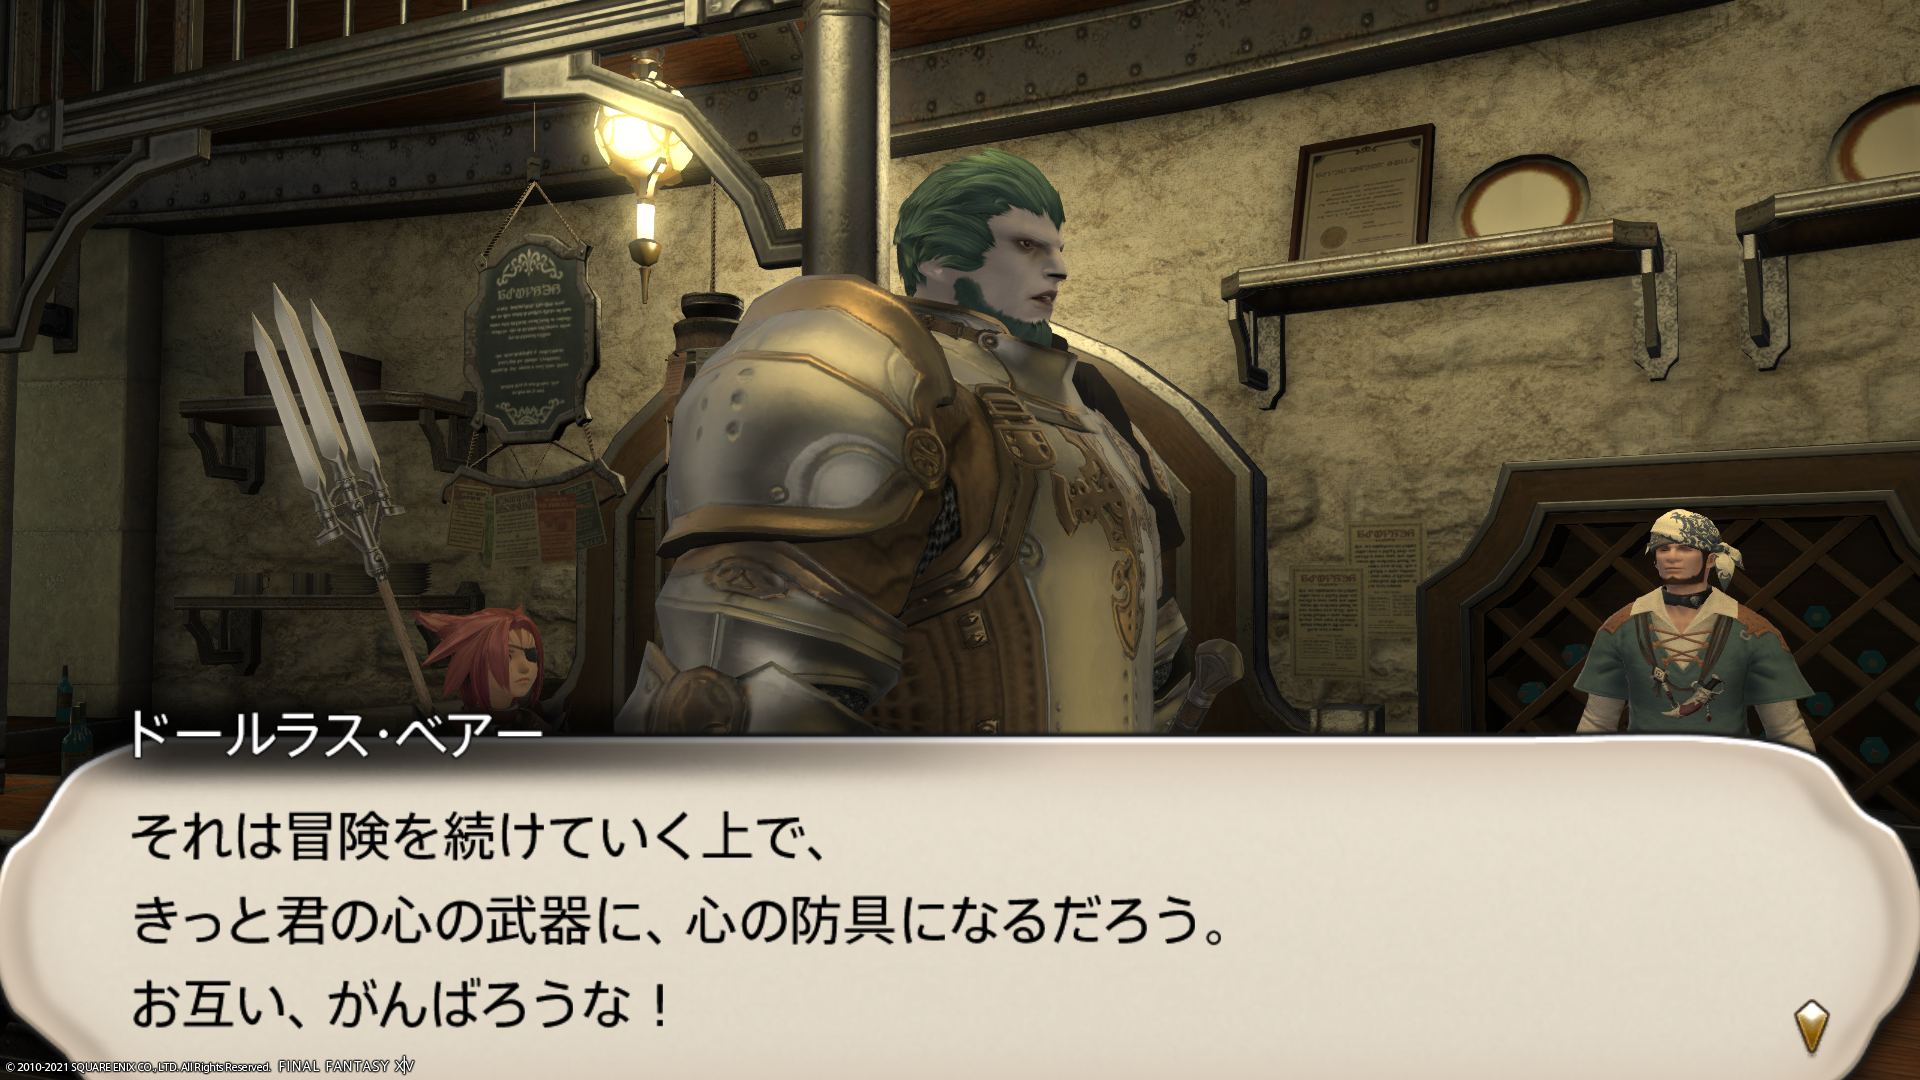 ドールラス・ベアー
それは冒険を続けていく上で、
きっと君の心の武器に、心の防具になるだろう。
お互い、がんばろうな！
© 2010-2021 SQUARE ENIX CO., LTD. All Rights Reserved. FINAL FANTASY XIV